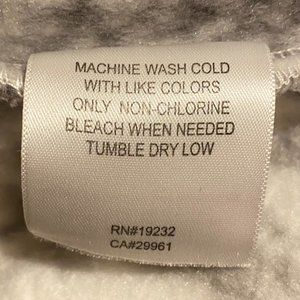 MACHINE WASH COLD
WITH LIKE COLORS
ONLY NON-CHLORINE
BLEACH WHEN NEEDED
TUMBLE DRY LOW
RN#19232
CA#29961